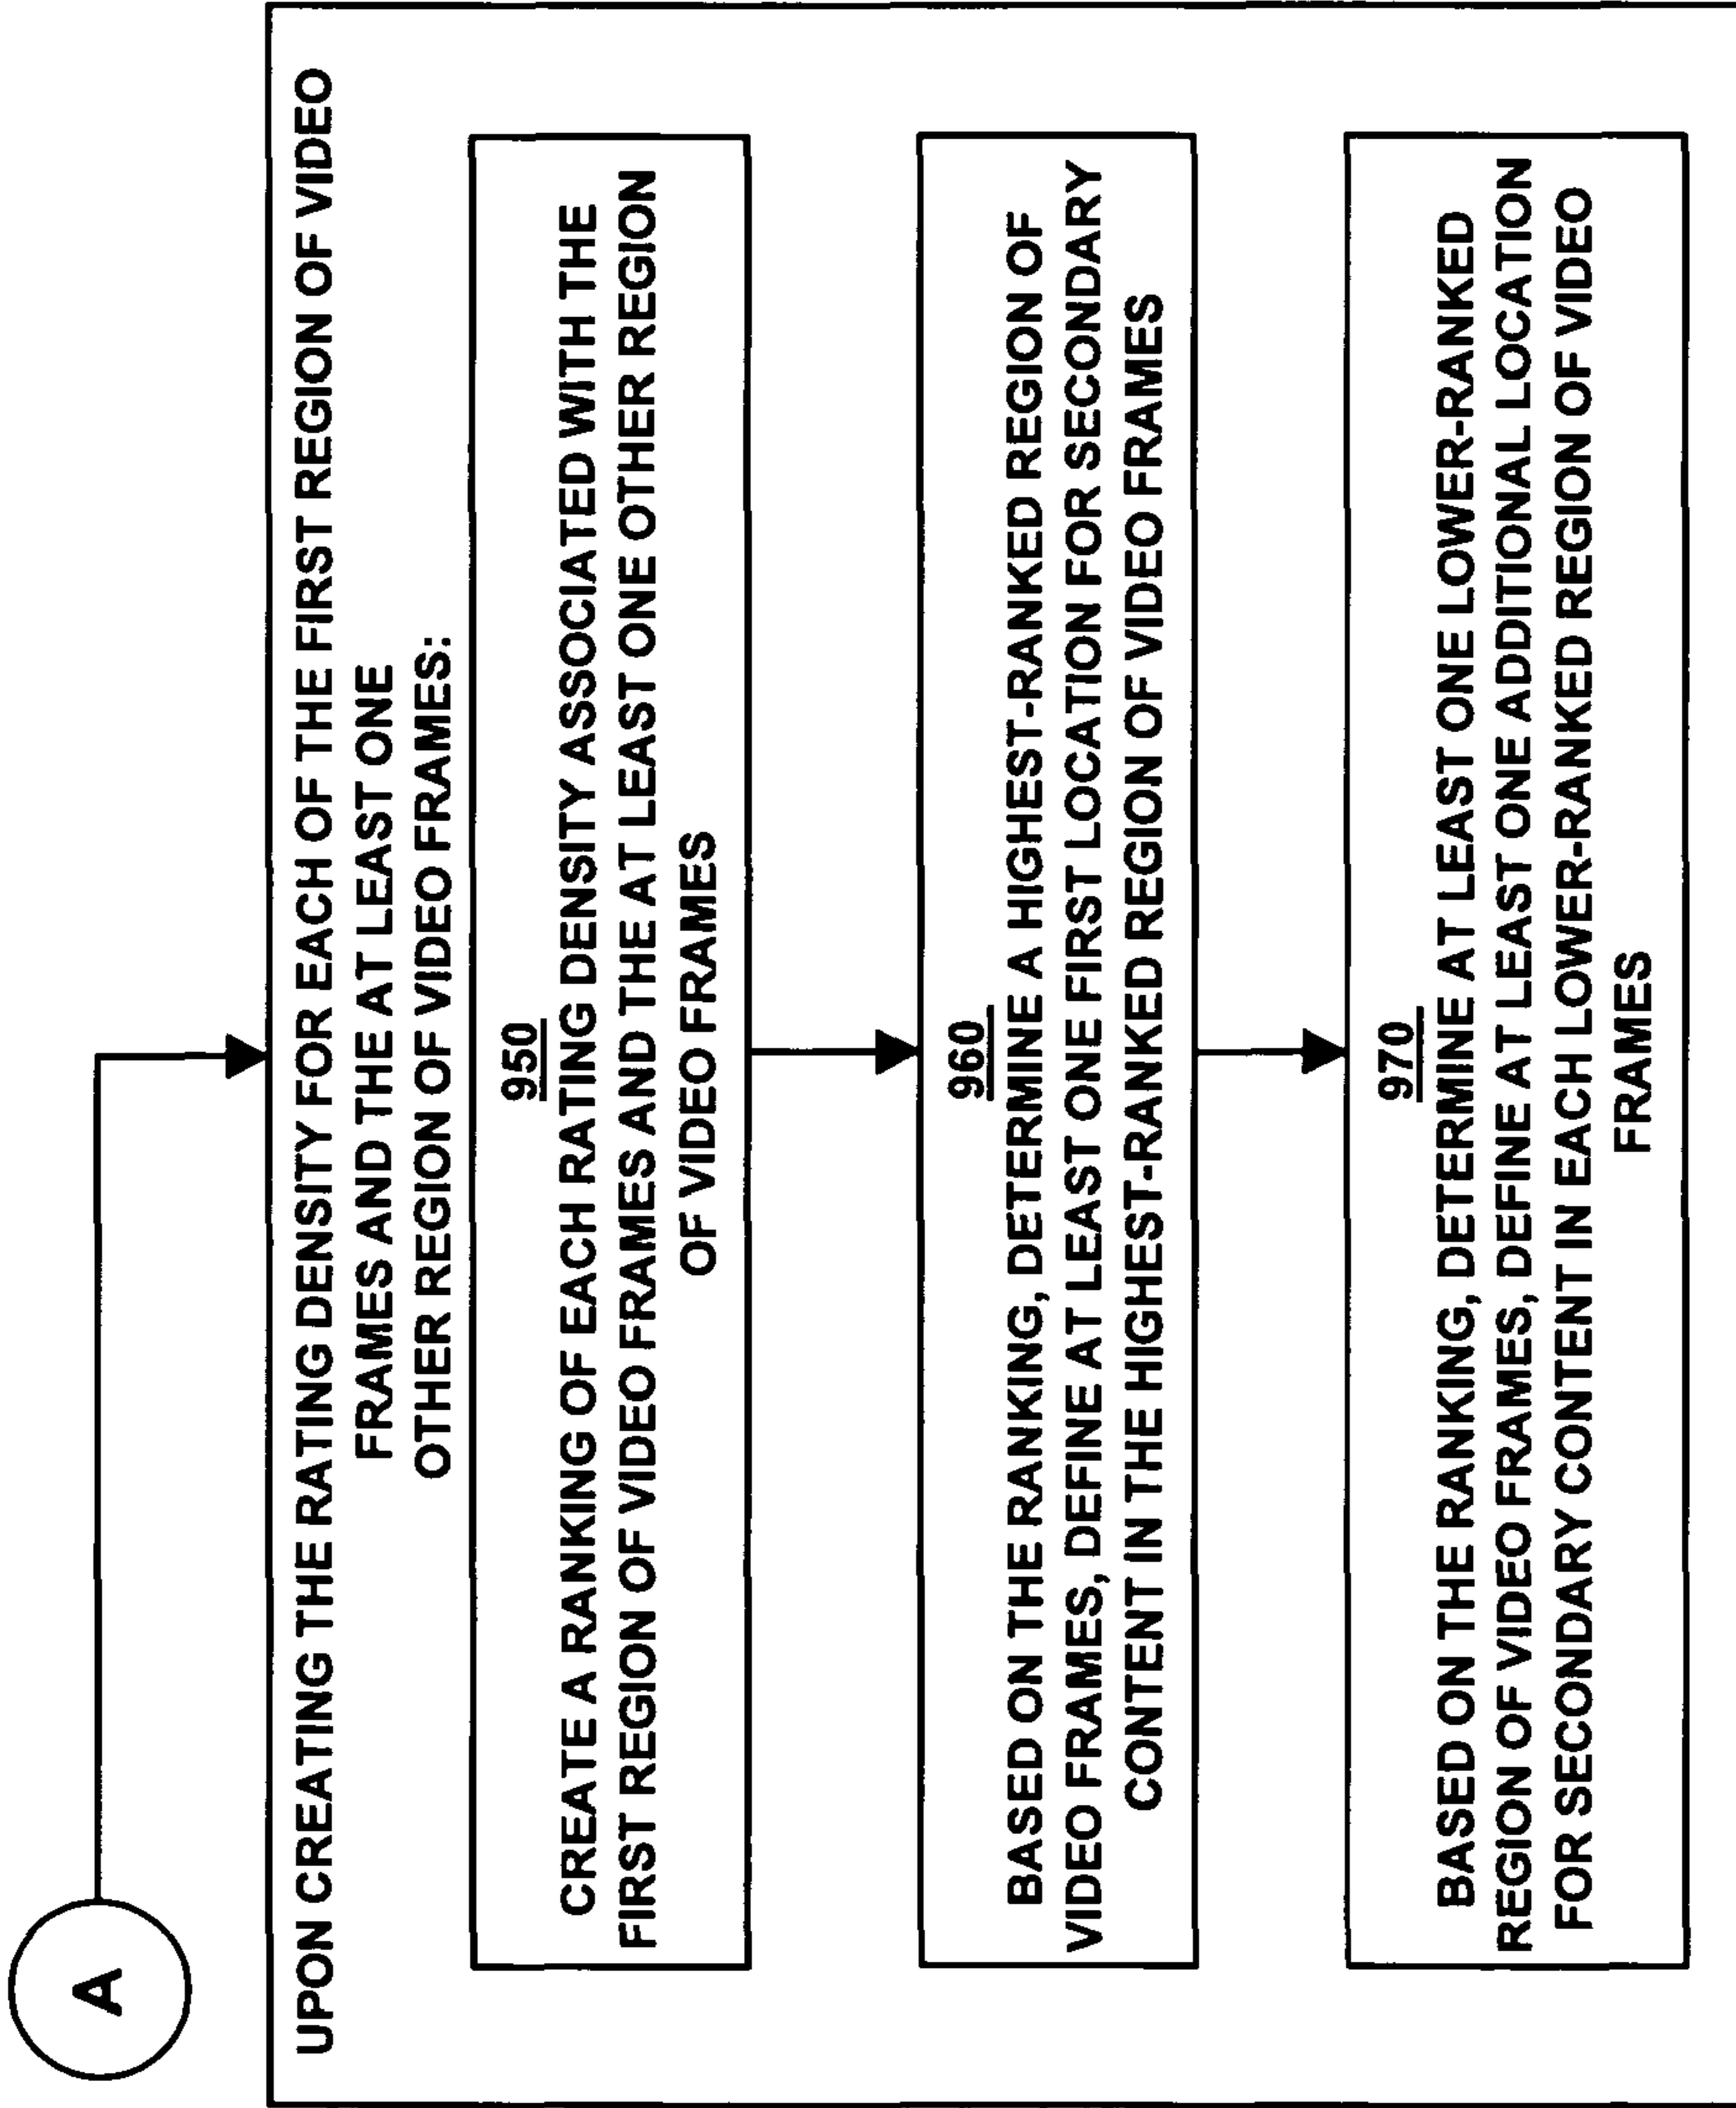 A
UPON CREATING THE RATING DENSITY FOR EACH OF THE FIRST REGION OF VIDEO
FRAMES AND THE AT LEAST ONE
OTHER REGION OF VIDEO FRAMES:
950
CREATE A RANKING OF EACH RATING DENSITY ASSOCIATED WITH THE
FIRST REGION OF VIDEO FRAMES AND THE AT LEAST ONE OTHER REGION
OF VIDEO FRAMES
960
BASED ON THE RANKING, DETERMINE A HIGHEST-RANKED REGION OF
VIDEO FRAMES, DEFINE AT LEAST ONE FIRST LOCATION FOR SECONDARY
CONTENT IN THE HIGHEST-RANKED REGION OF VIDEO FRAMES
970
BASED ON THE RANKING, DETERMINE AT LEAST ONE LOWER-RANKED
REGION OF VIDEO FRAMES, DEFINE AT LEAST ONE ADDITIONAL LOCATION
FOR SECONDARY CONTENT IN EACH LOWER-RANKED REGION OF VIDEO
FRAMES